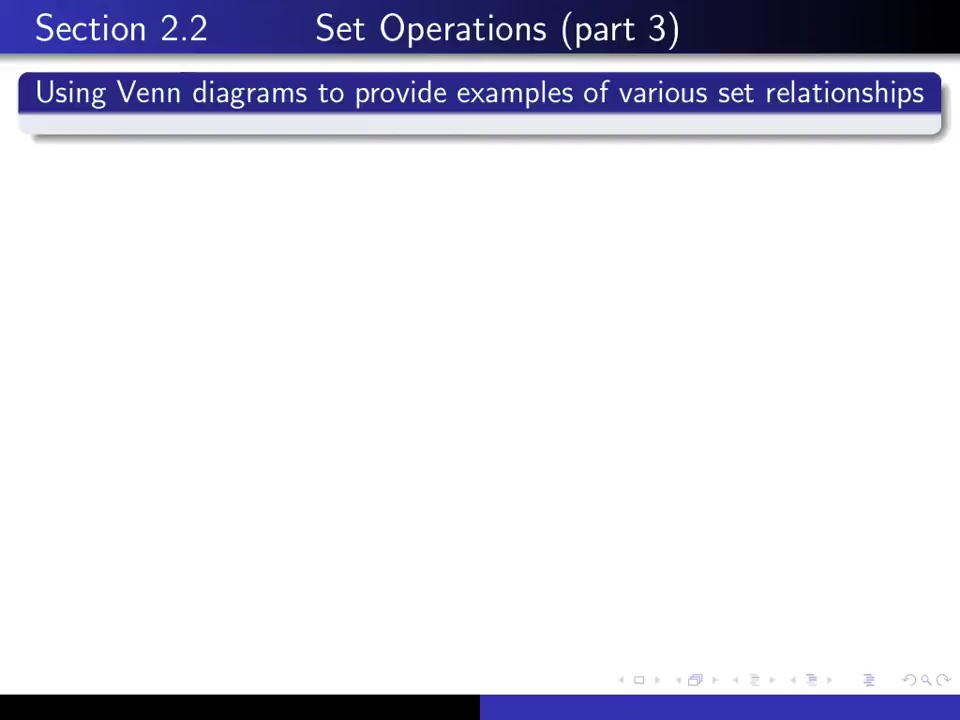 Section 2.2 Set Operations (part 3)
Using Venn diagrams to provide examples of various set relationships